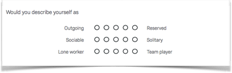 Would you describe yourself as
Outgoing Reserved
Sociable Solitary
Lone worker Team player